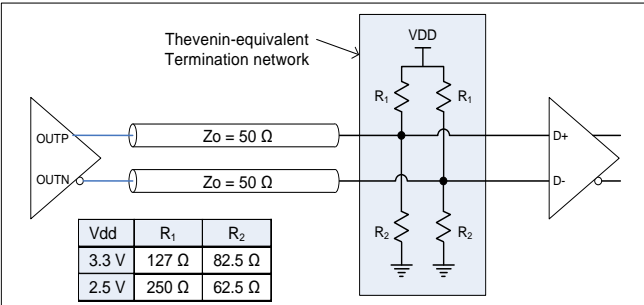 Thevenin-equivalent
Termination network
VDD
R1 R1
OUTP
OUTN
Zo = 50 Ω
Zo = 50 Ω
D+
D-
R2 R2
Vdd R1 R2
3.3 V 127 Ω 82.5 Ω
2.5 V 250 Ω 62.5 Ω